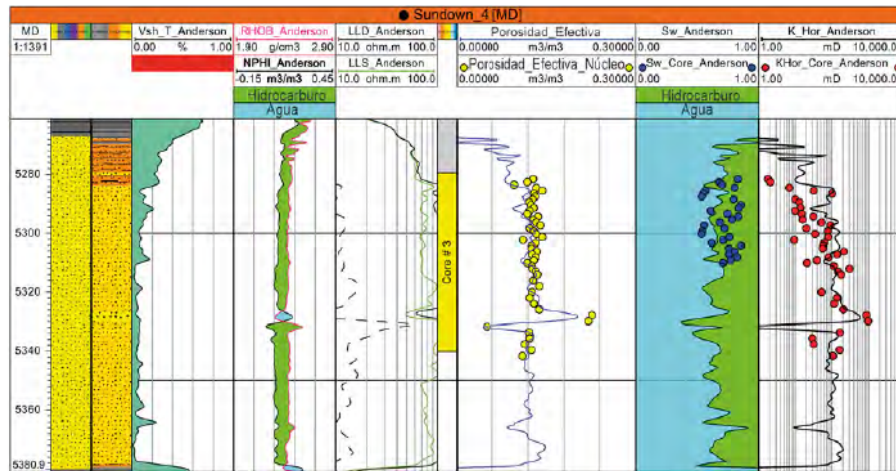 Sundown_4 [MD]
MD
1:1391
Vsh_T_Anderson
0.00 % 1.00
RHOB_Anderson
1.90 g/cm3 2.90
NPHI_Anderson
-0.15 m3/m3 0.45
Hidrocarburo
Agua
LLD_Anderson
10.0 ohm.m 100.0
LLS_Anderson
10.0 ohm.m 100.0
Porosidad_Efectiva
0.00000 m3/m3 0.30000
Porosidad_Efectiva_Núcleo
0.00000 m3/m3 0.30000
Sw_Anderson
0.00 1.00
Sw_Core_Anderson
0.00 1.00
Hidrocarburo
Agua
K_Hor_Anderson
1.00 mD 10,000.0
KHor_Core_Anderson
1.00 mD 10,000.0
5280
5300
5320
5340
5360
5380.9
Core # 3